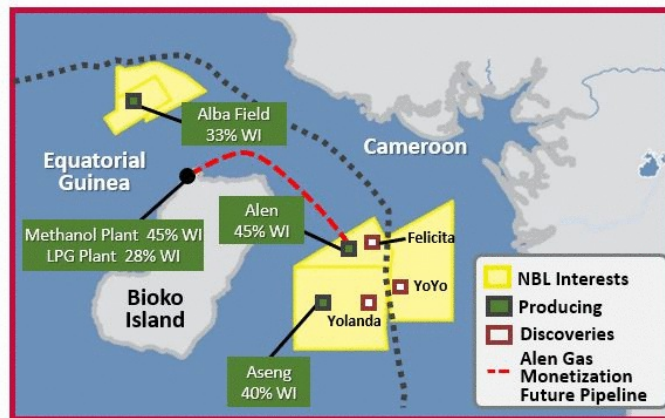 Alba Field
33% WI
Equatorial
Guinea
Cameroon
Methanol Plant 45% WI
LPG Plant 28% WI
Alen
45% WI
Felicita
YoYo
Bioko
Island
Yolanda
Aseng
40% WI
NBL Interests
Producing
Discoveries
Alen Gas
Monetization
Future Pipeline